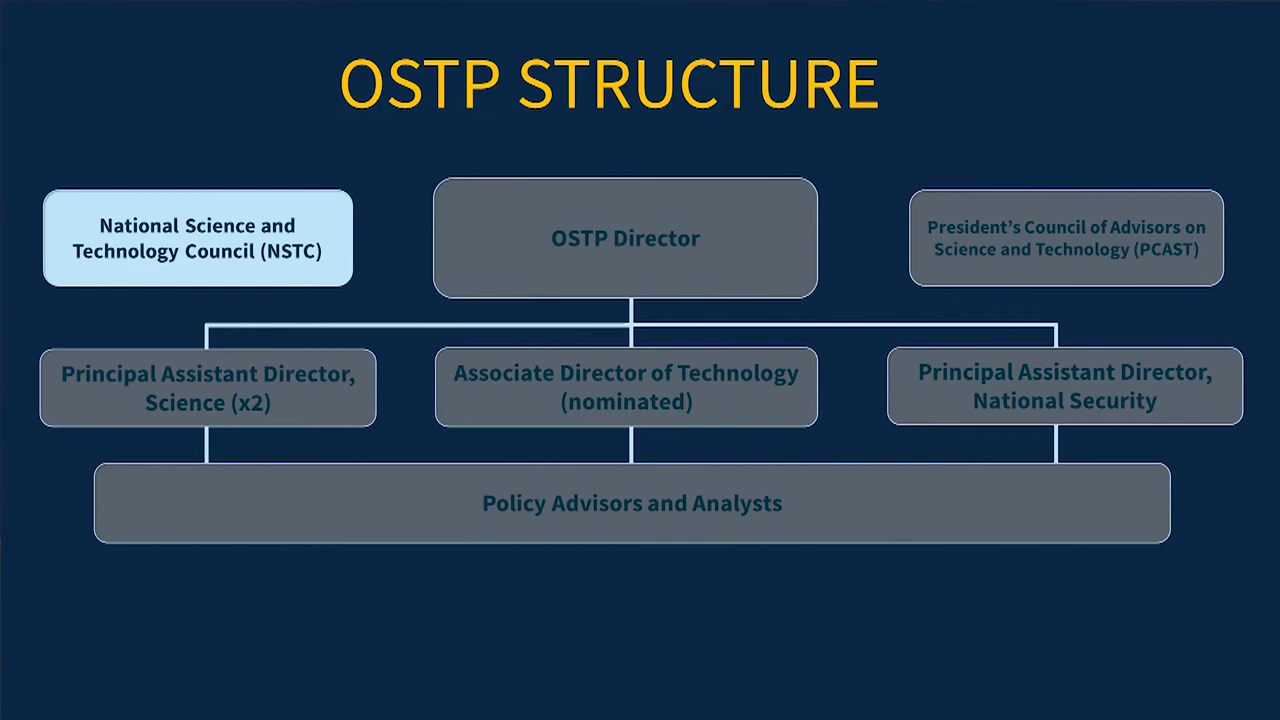 OSTP STRUCTURE
National Science and
Technology Council (NSTC)
OSTP Director
President’s Council of Advisors on
Science and Technology (PCAST)
Principal Assistant Director,
Science (x2)
Associate Director of Technology
(nominated)
Principal Assistant Director,
National Security
Policy Advisors and Analysts